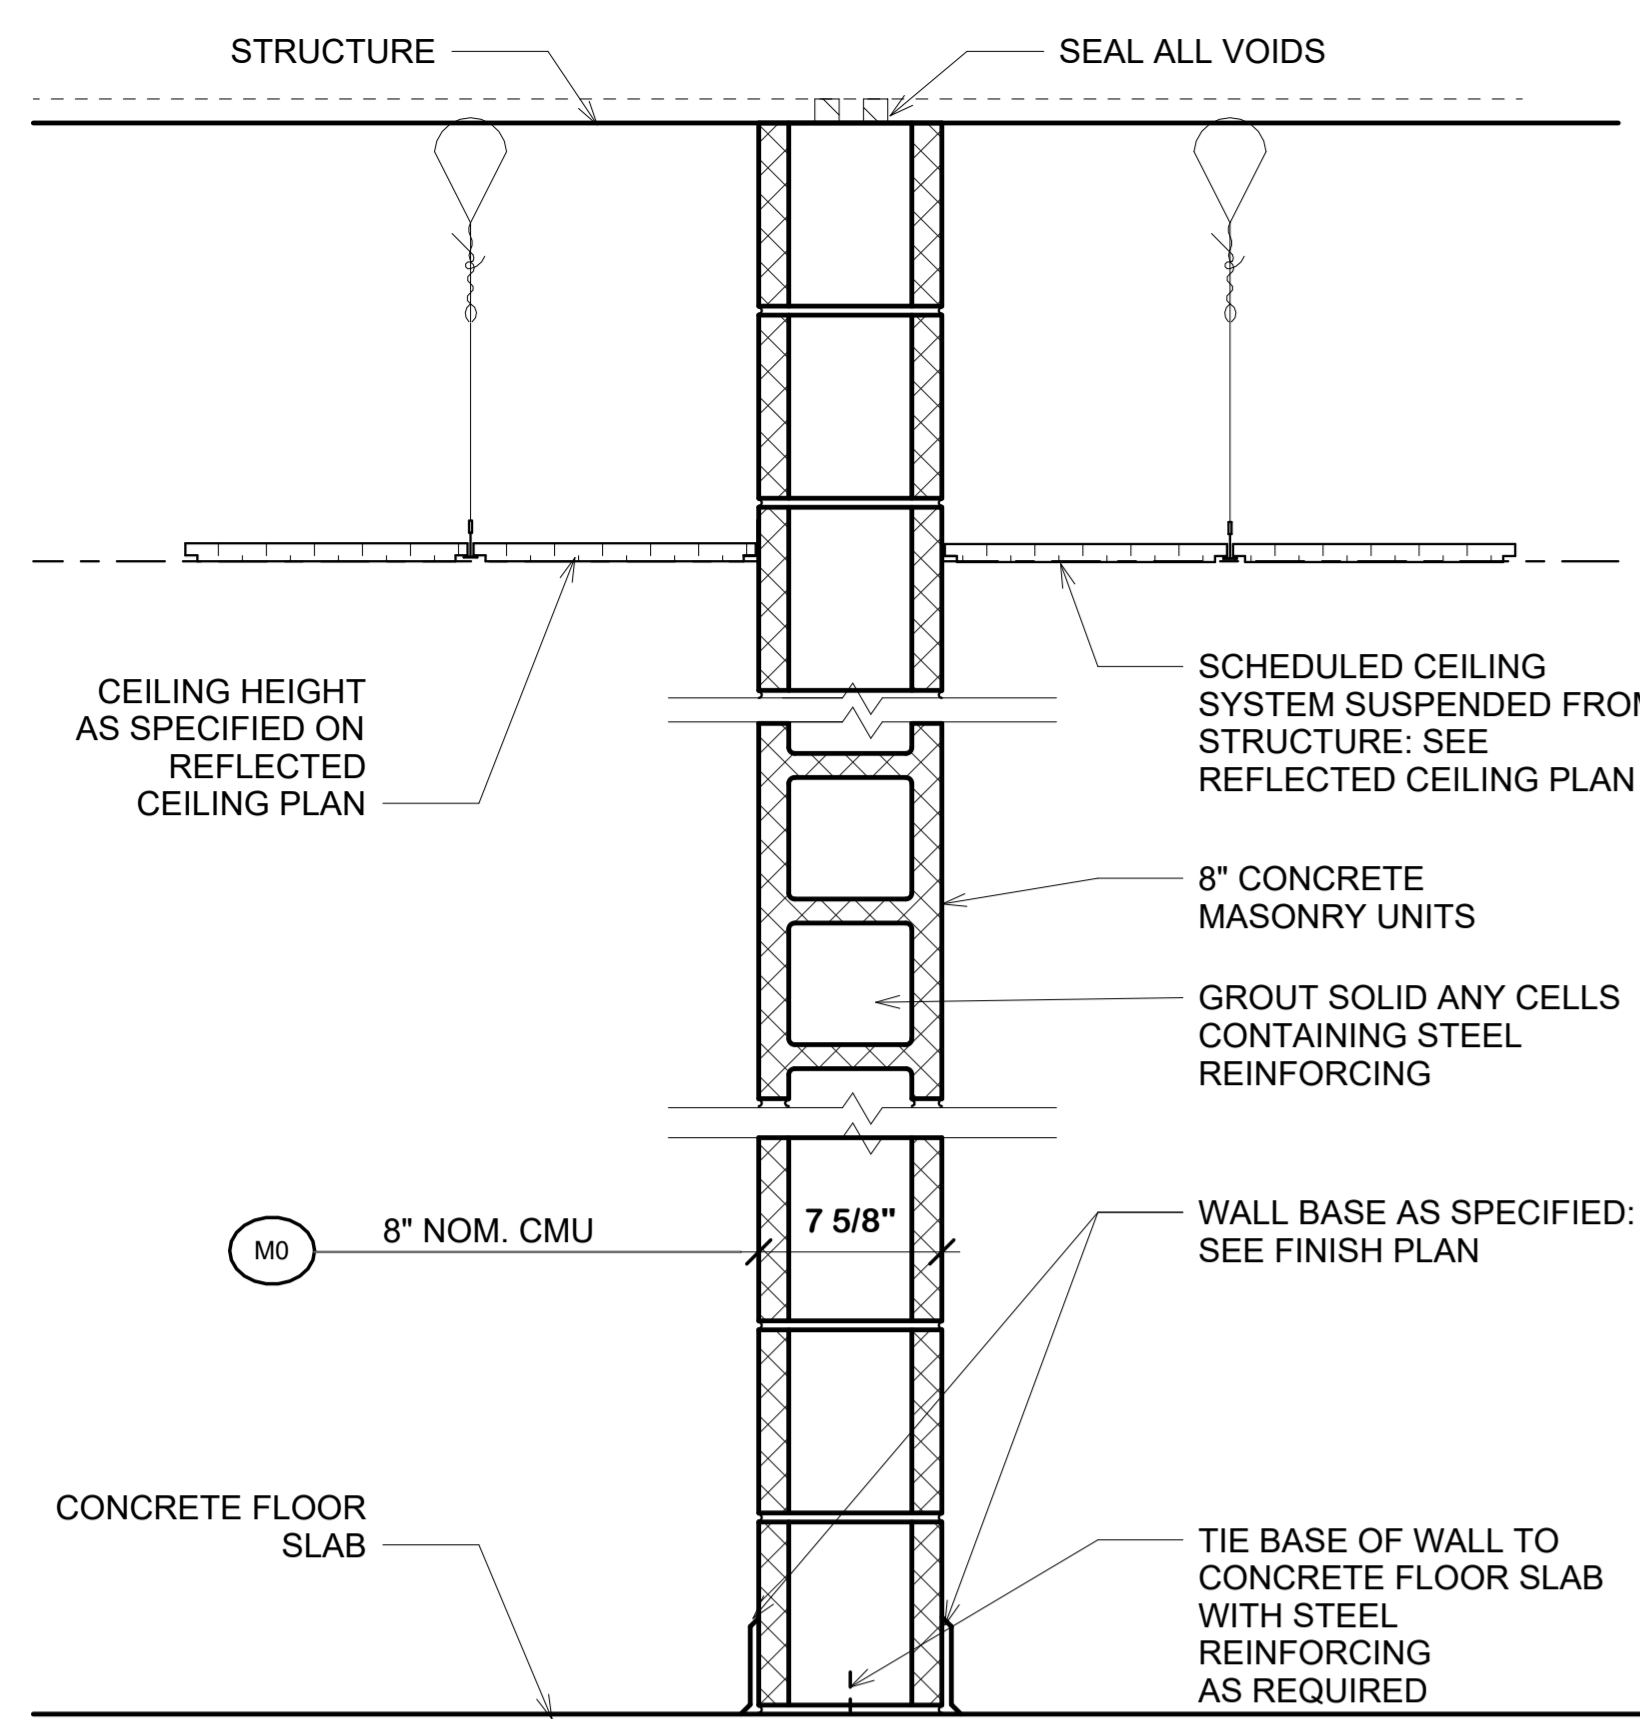 STRUCTURE
SEAL ALL VOIDS
CEILING HEIGHT
AS SPECIFIED ON
REFLECTED
CEILING PLAN
SCHEDULED CEILING
SYSTEM SUSPENDED FROM
STRUCTURE: SEE
REFLECTED CEILING PLAN
8" CONCRETE
MASONRY UNITS
GROUT SOLID ANY CELLS
CONTAINING STEEL
REINFORCING
M0
8" NOM. CMU
7 5/8"
WALL BASE AS SPECIFIED:
SEE FINISH PLAN
CONCRETE FLOOR
SLAB
TIE BASE OF WALL TO
CONCRETE FLOOR SLAB
WITH STEEL
REINFORCING
AS REQUIRED